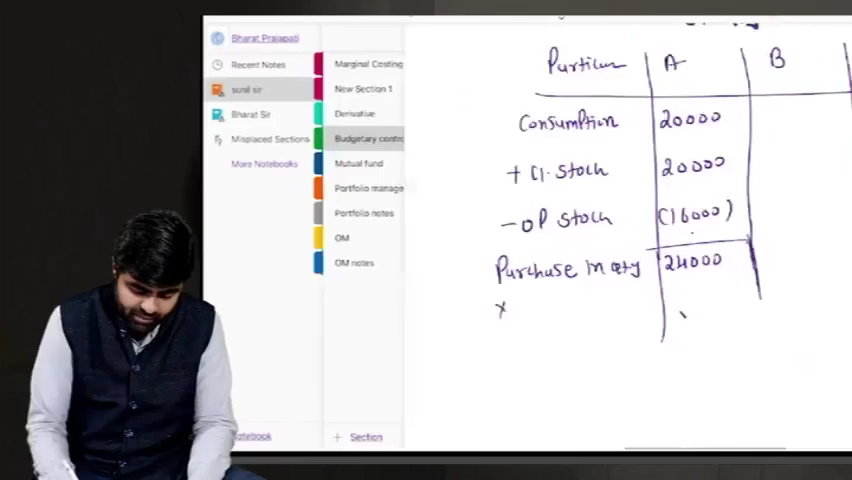 Bharat Prajapati
Recent Notes
sunil sir
Bharat Sir
Misplaced Sections
More Notebooks
Notebook
Marginal Costing
New Section 1
Derivative
Budgetary contro
Mutual fund
Portfolio manage
Portfolio notes
OM
OM notes
+ Section
A B
Consumption 20000
+ Cl. Stock 20000
- OP Stock (16000)
Purchase in qty 24000
x